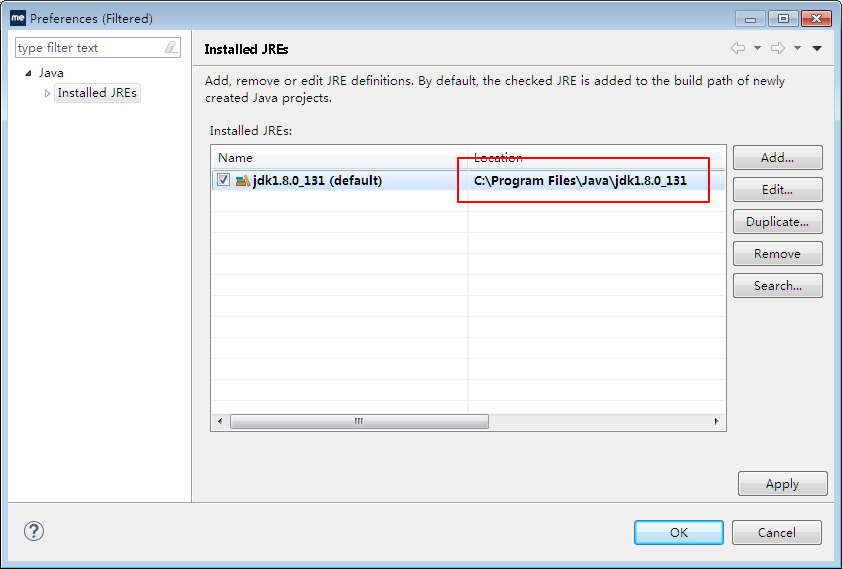 me Preferences (Filtered)
type filter text
Java
Installed JREs
Installed JREs
Add, remove or edit JRE definitions. By default, the checked JRE is added to the build path of newly
created Java projects.
Installed JREs:
Name Location
jdk1.8.0_131 (default) C:\Program Files\Java\jdk1.8.0_131
Add...
Edit...
Duplicate...
Remove
Search...
Apply
?
OK Cancel